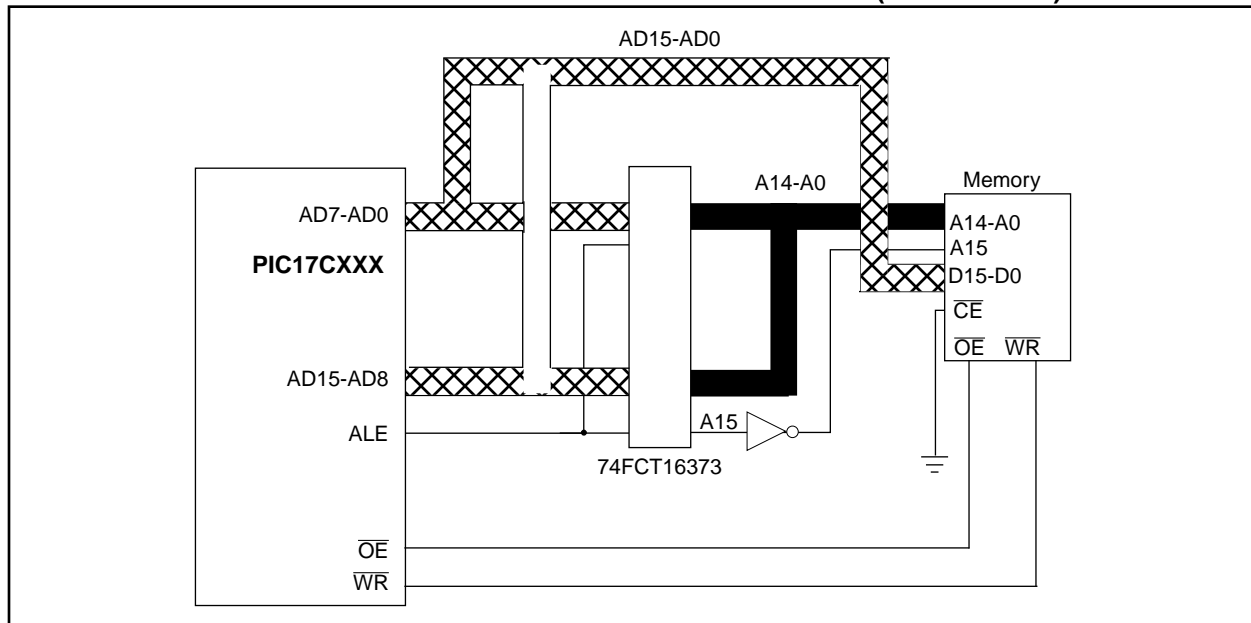 AD15-AD0
A14-A0
Memory
AD7-AD0
A14-A0
A15
PIC17CXXX
D15-D0
CE
OE WR
AD15-AD8
A15
ALE
74FCT16373
OE
WR